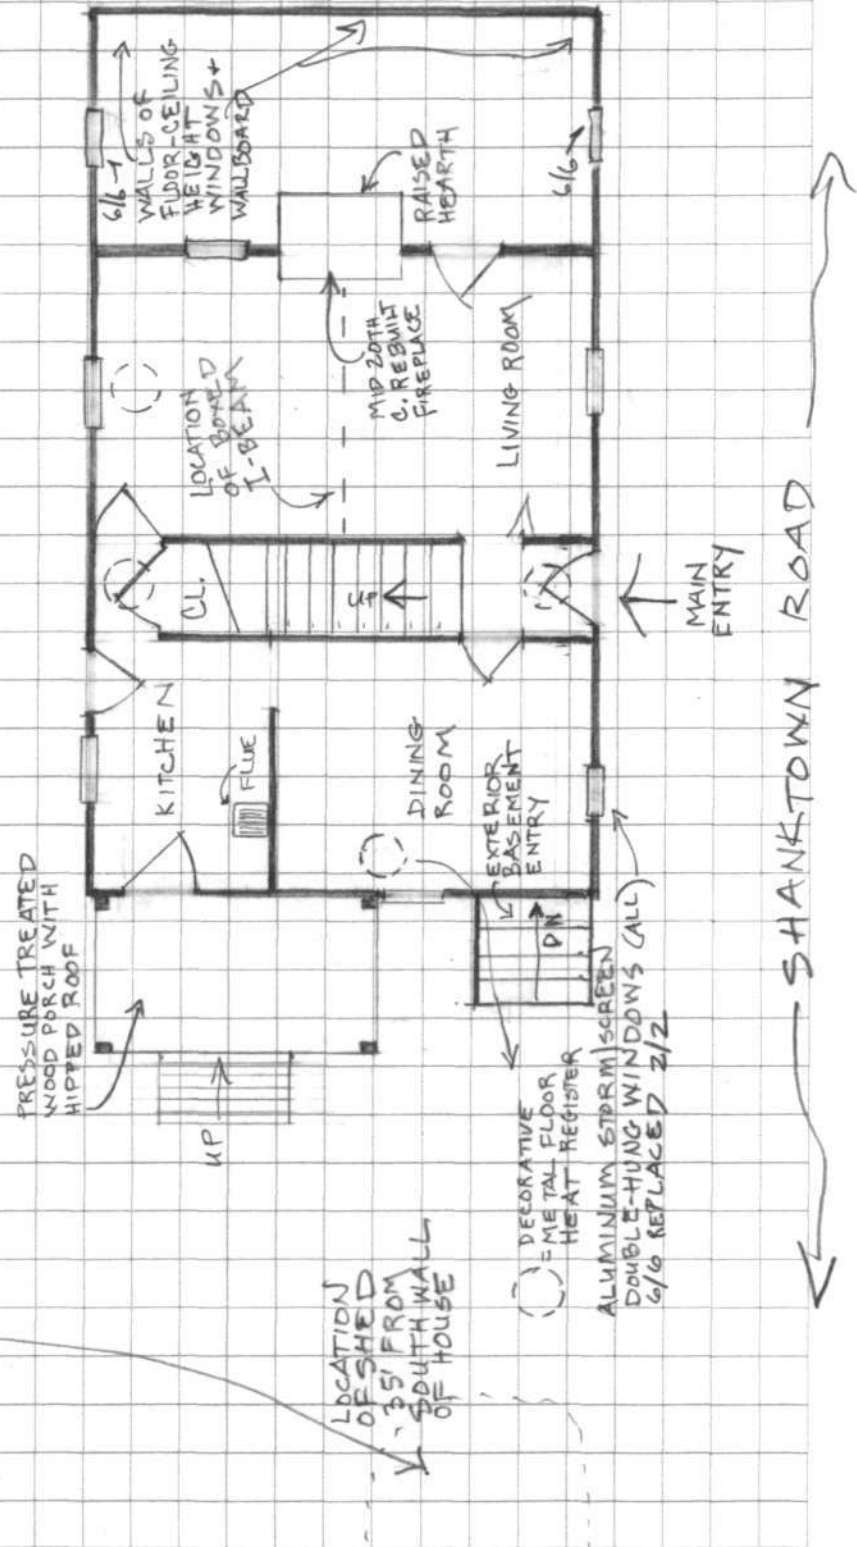 6/6
WALLS OF
FLOOR-CEILING
HEIGHT
WINDOWS +
WALLBOARD
RAISED
HEARTH
6/6
LOCATION
OF BOXED
I-BEAM
MID 20TH
C. REBUILT
FIREPLACE
LIVING ROOM
CL.
UP
MAIN
ENTRY
KITCHEN
FLUE
DINING
ROOM
EXTERIOR
BASEMENT
ENTRY
DN
PRESSURE TREATED
WOOD PORCH WITH
HIPPED ROOF
UP
DECORATIVE
= METAL FLOOR
HEAT REGISTER
ALUMINUM STORM/SCREEN
DOUBLE-HUNG WINDOWS (ALL)
6/6 REPLACED 2/2
LOCATION
OF SHED
35' FROM
SOUTH WALL
OF HOUSE
SHANKTOWN ROAD